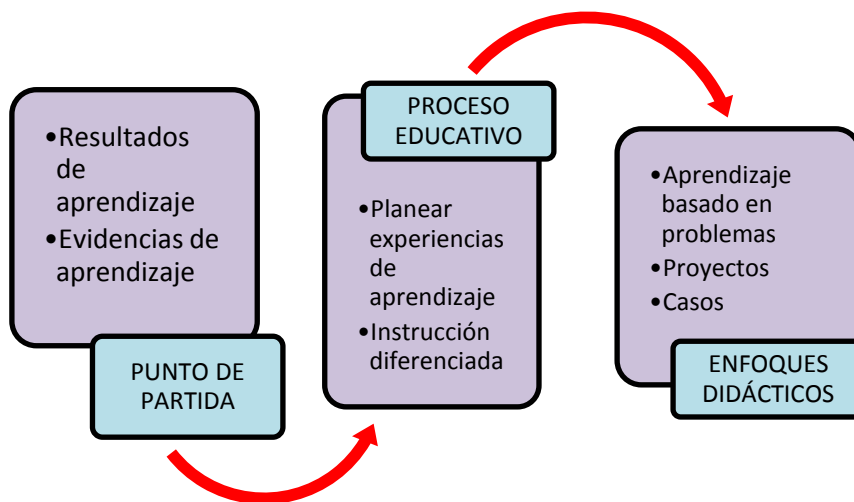 •Resultados
de
aprendizaje
•Evidencias de
aprendizaje
PUNTO DE
PARTIDA
PROCESO
EDUCATIVO
•Planear
experiencias
de
aprendizaje
•Instrucción
diferenciada
•Aprendizaje
basado en
problemas
•Proyectos
•Casos
ENFOQUES
DIDÁCTICOS